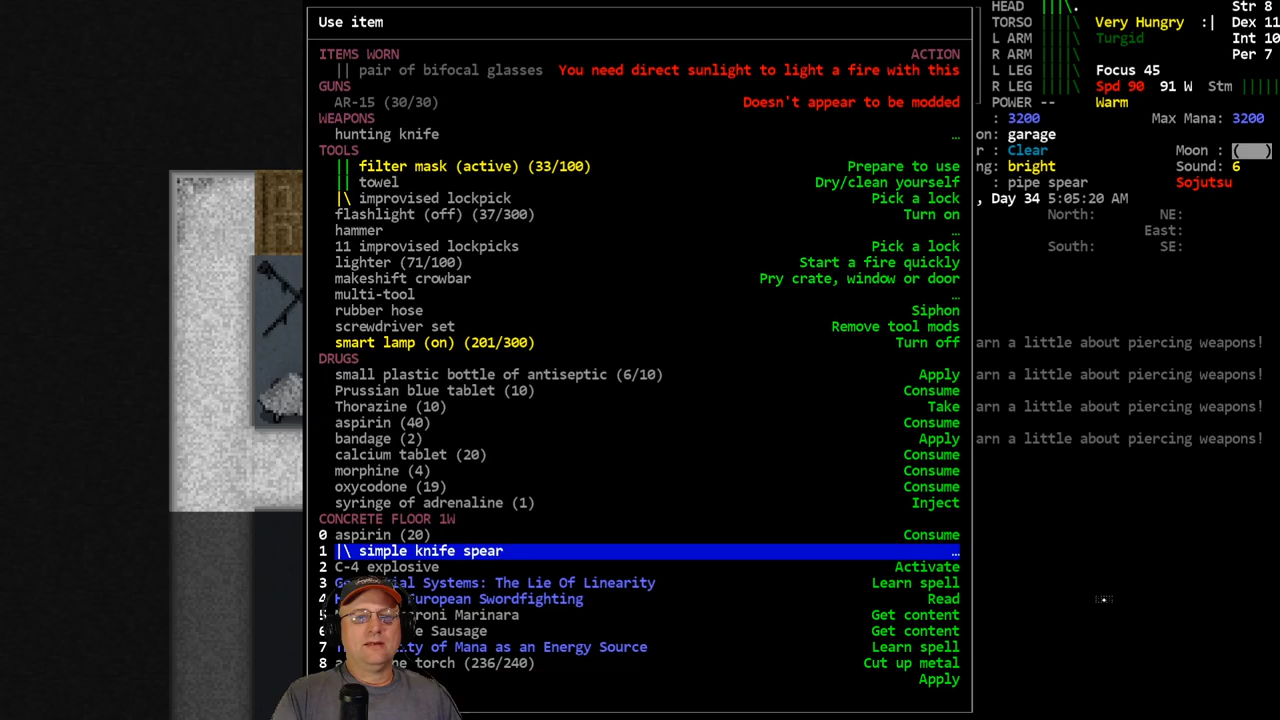 Use item
ITEMS WORN ACTION
|| pair of bifocal glasses You need direct sunlight to light a fire with this
GUNS
AR-15 (30/30) Doesn't appear to be modded
WEAPONS
hunting knife …
TOOLS
|| filter mask (active) (33/100) Prepare to use
|| towel Dry/clean yourself
|\ improvised lockpick Pick a lock
flashlight (off) (37/300) Turn on
hammer …
11 improvised lockpicks Pick a lock
lighter (71/100) Start a fire quickly
makeshift crowbar Pry crate, window or door
multi-tool …
rubber hose Siphon
screwdriver set Remove tool mods
smart lamp (on) (201/300) Turn off
DRUGS
small plastic bottle of antiseptic (6/10) Apply
Prussian blue tablet (10) Consume
Thorazine (10) Take
aspirin (40) Consume
bandage (2) Apply
calcium tablet (20) Consume
morphine (4) Consume
oxycodone (19) Consume
syringe of adrenaline (1) Inject
CONCRETE FLOOR 1W
0 aspirin (20) Consume
1 |\ simple knife spear …
2 C-4 explosive Activate
3 Systems: The Lie Of Linearity Learn spell
4 European Swordfighting Read
5 Marinara Get content
6 Sausage Get content
7 of Mana as an Energy Source Learn spell
8 torch (236/240) Cut up metal
Apply
HEAD |||\. Str 8
TORSO ||||\ Very Hungry :| Dex 11
L ARM ||||\ Turgid Int 10
R ARM ||||\ Per 7
L LEG ||||\ Focus 45
R LEG ||||\ Spd 90 91 W Stm |||||
POWER -- Warm
: 3200 Max Mana: 3200
on: garage
r : Clear Moon : ( )
ng: bright Sound: 6
: pipe spear Sojutsu
, Day 34 5:05:20 AM
North: NE:
East:
South: SE:
arn a little about piercing weapons!
arn a little about piercing weapons!
arn a little about piercing weapons!
arn a little about piercing weapons!